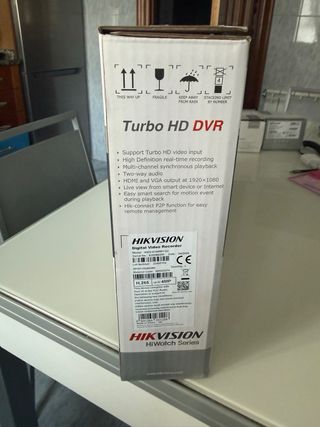 THIS WAY UP
FRAGILE
KEEP AWAY FROM RAIN
STACKING LIMIT BY NUMBER
Turbo HD DVR
• Support Turbo HD video input
• High Definition real-time recording
• Multi-channel synchronous playback
• Two-way audio
• HDMI and VGA output at 1920×1080
• Live view from smart device or Internet
• Easy smart search for motion event
during playback
• Hik-connect P2P function for easy
remote management
HIKVISION
Digital Video Recorder
CE
H.265
4MP
HIKVISION
HiWatch Series